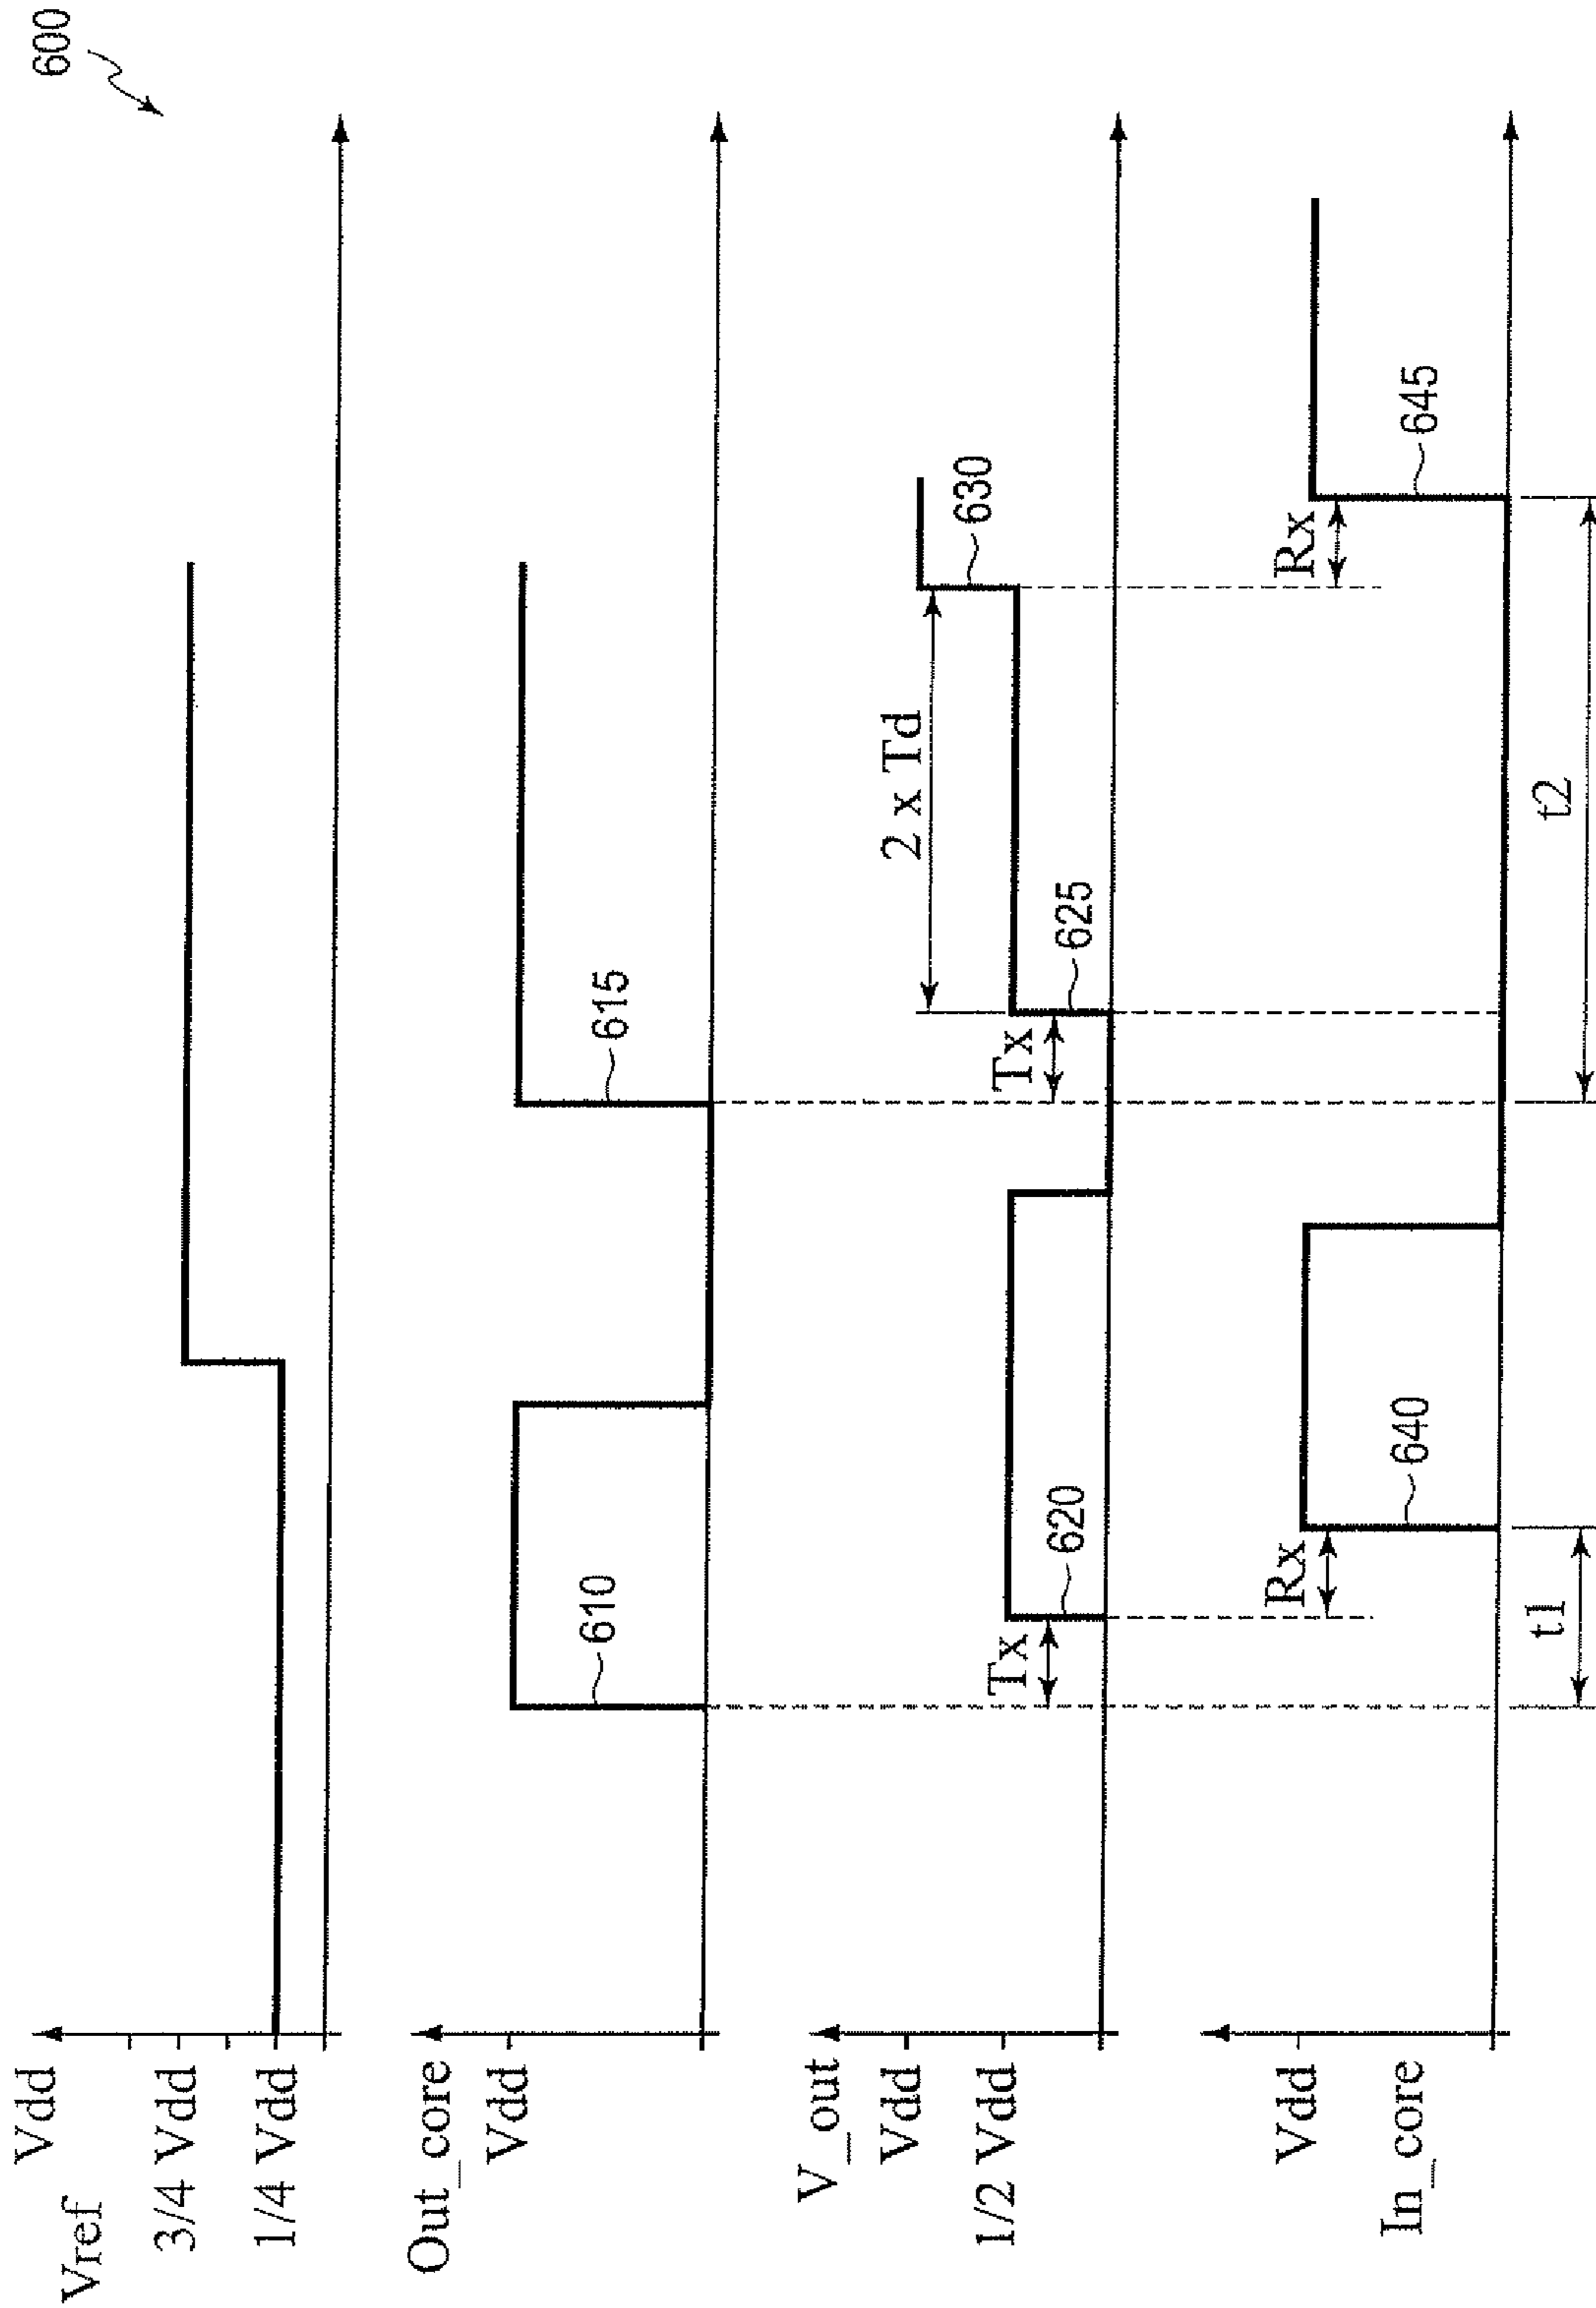 600
Vdd
Vref
3/4 Vdd
1/4 Vdd
Out_core
Vdd
610
615
V_out
Vdd
1/2 Vdd
Tx
620
Tx
625
2 x Td
630
Vdd
In_core
Rx
640
Rx
645
t1
t2